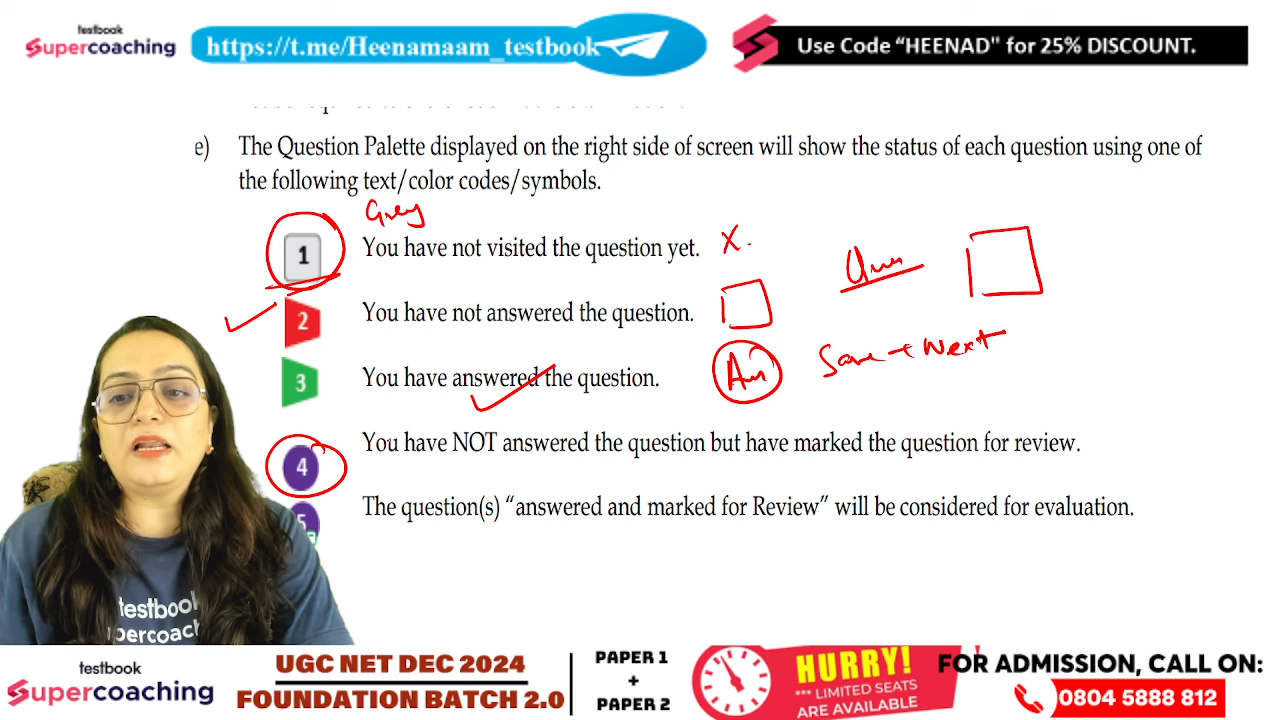 testbook
Supercoaching
https://t.me/Heenamaam_testbook
Use Code “HEENAD" for 25% DISCOUNT.
e) The Question Palette displayed on the right side of screen will show the status of each question using one of
the following text/color codes/symbols.
Grey
1 You have not visited the question yet. X.
2 You have not answered the question.
3 You have answered the question.
Save + Next
4 You have NOT answered the question but have marked the question for review.
5 The question(s) “answered and marked for Review” will be considered for evaluation.
testbook
testbook
Supercoaching
UGC NET DEC 2024
FOUNDATION BATCH 2.0
PAPER 1
+
PAPER 2
HURRY!
*** LIMITED SEATS
ARE AVAILABLE
FOR ADMISSION, CALL ON:
0804 5888 812